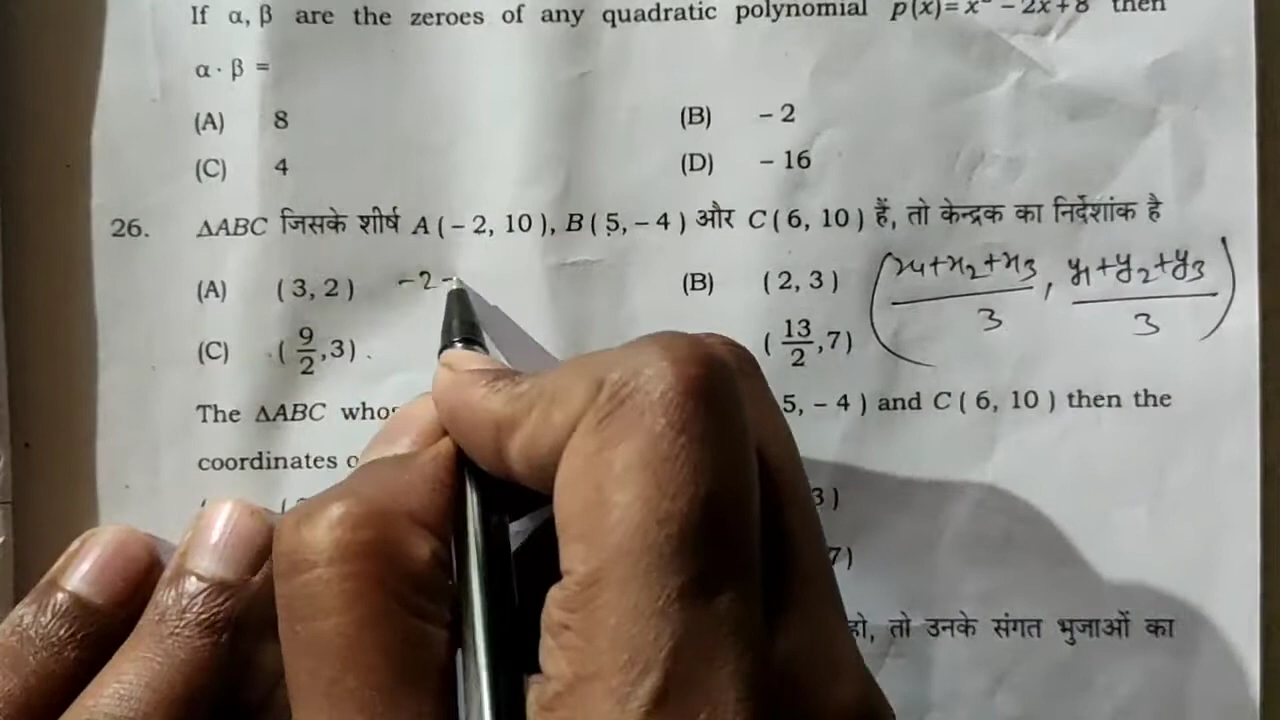 If α, β are the zeroes of any quadratic polynomial p(x)=x² – 2x+8 then
α · β =
(A) 8 (B) – 2
(C) 4 (D) – 16
26. ΔABC जिसके शीर्ष A ( – 2, 10 ), B ( 5, – 4 ) और C ( 6, 10 ) हैं, तो केन्द्रक का निर्देशांक है
(A) ( 3, 2 ) -2 (B) ( 2, 3 ) (x₁+x₂+x₃/3, y₁+y₂+y₃/3)
(C) ( 9/2 ,3) ( 13/2 ,7)
The ΔABC 5, – 4 ) and C ( 6, 10 ) then the
coordinates
3 )
7)
हो, तो उनके संगत भुजाओं का